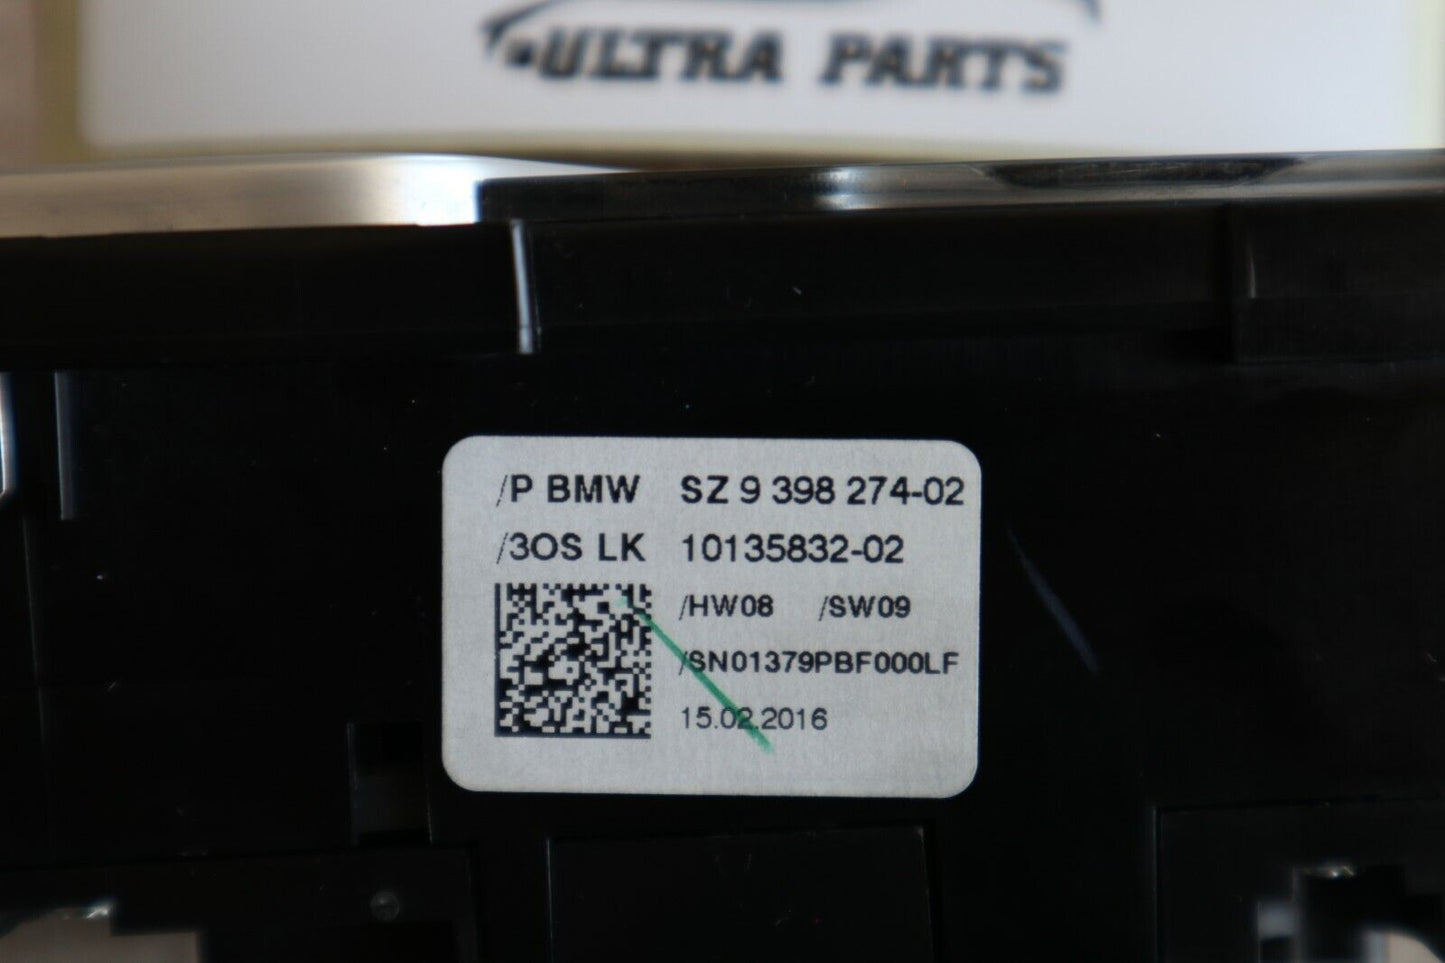 ULTRA PARTS
/P BMW SZ 9 398 274-02
/3OS LK 10135832-02
/HW08 /SW09
/SN01379PBF000LF
15.02.2016